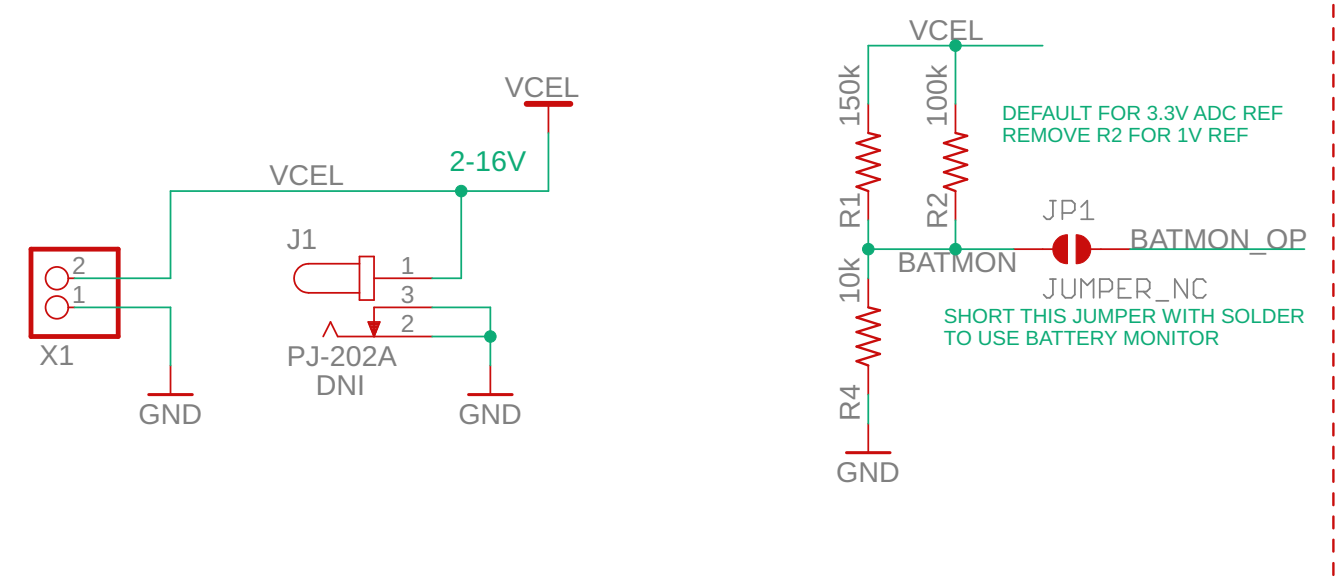 VCEL
2-16V
VCEL
J1
2
1
X1
GND
1
3
2
PJ-202A
DNI
GND
VCEL
150k
100k
DEFAULT FOR 3.3V ADC REF
REMOVE R2 FOR 1V REF
R1
R2
JP1
BATMON_OP
BATMON
10k
JUMPER_NC
SHORT THIS JUMPER WITH SOLDER
TO USE BATTERY MONITOR
R4
GND